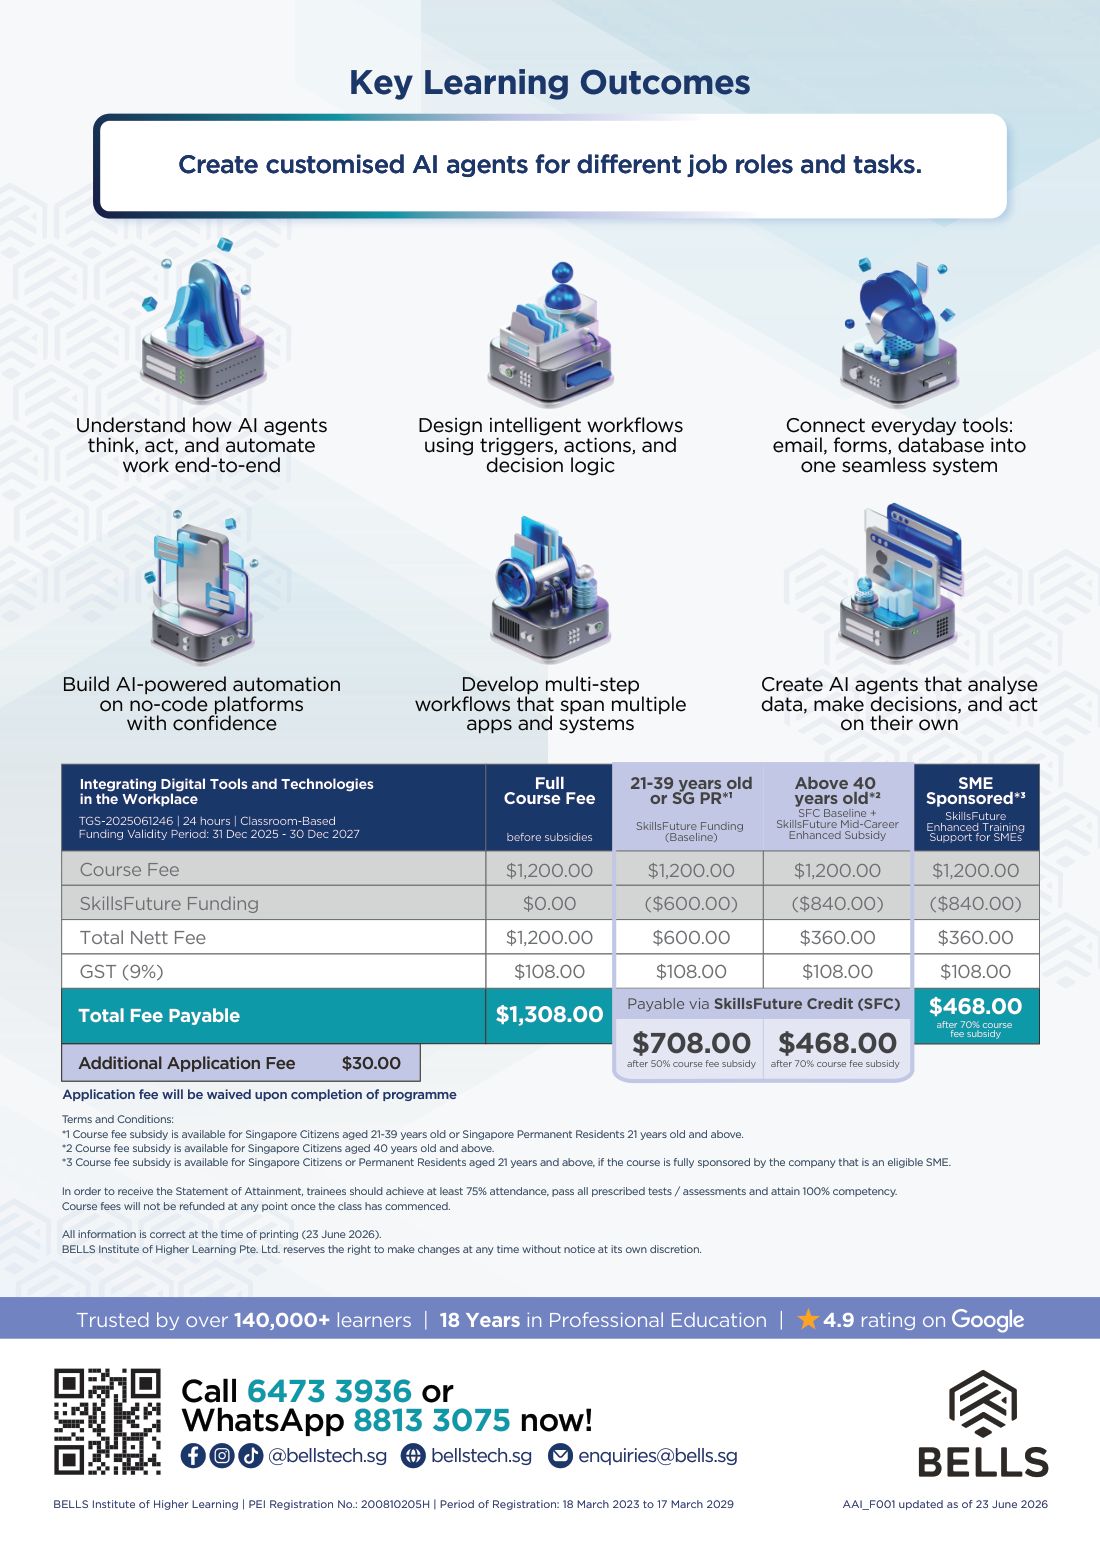 Key Learning Outcomes
Create customised AI agents for different job roles and tasks.
Understand how AI agents
think, act, and automate
work end-to-end
Design intelligent workflows
using triggers, actions, and
decision logic
Connect everyday tools:
email, forms, database into
one seamless system
Build AI-powered automation
on no-code platforms
with confidence
Develop multi-step
workflows that span multiple
apps and systems
Create AI agents that analyse
data, make decisions, and act
on their own
Integrating Digital Tools and Technologies
in the Workplace
TGS-2025061246 | 24 hours | Classroom-Based
Funding Validity Period: 31 Dec 2025 - 30 Dec 2027
Full
Course Fee
before subsidies
21-39 years old
or SG PR*¹
SkillsFuture Funding
(Baseline)
Above 40
years old*²
SFC Baseline +
SkillsFuture Mid-Career
Enhanced Subsidy
SME
Sponsored*³
SkillsFuture
Enhanced Training
Support for SMEs
Course Fee $1,200.00 $1,200.00 $1,200.00 $1,200.00
SkillsFuture Funding $0.00 ($600.00) ($840.00) ($840.00)
Total Nett Fee $1,200.00 $600.00 $360.00 $360.00
GST (9%) $108.00 $108.00 $108.00 $108.00
Total Fee Payable $1,308.00
Payable via SkillsFuture Credit (SFC)
$708.00
after 50% course fee subsidy
$468.00
after 70% course fee subsidy
$468.00
after 70% course
fee subsidy
Additional Application Fee $30.00
Application fee will be waived upon completion of programme
Terms and Conditions:
*1 Course fee subsidy is available for Singapore Citizens aged 21-39 years old or Singapore Permanent Residents 21 years old and above.
*2 Course fee subsidy is available for Singapore Citizens aged 40 years old and above.
*3 Course fee subsidy is available for Singapore Citizens or Permanent Residents aged 21 years and above, if the course is fully sponsored by the company that is an eligible SME.
In order to receive the Statement of Attainment, trainees should achieve at least 75% attendance, pass all prescribed tests / assessments and attain 100% competency.
Course fees will not be refunded at any point once the class has commenced.
All information is correct at the time of printing (23 June 2026).
BELLS Institute of Higher Learning Pte. Ltd. reserves the right to make changes at any time without notice at its own discretion.
Trusted by over 140,000+ learners | 18 Years in Professional Education | 4.9 rating on Google
Call 6473 3936 or
WhatsApp 8813 3075 now!
@bellstech.sg bellstech.sg enquiries@bells.sg
BELLS
BELLS Institute of Higher Learning | PEI Registration No.: 200810205H | Period of Registration: 18 March 2023 to 17 March 2029
AAI_F001 updated as of 23 June 2026